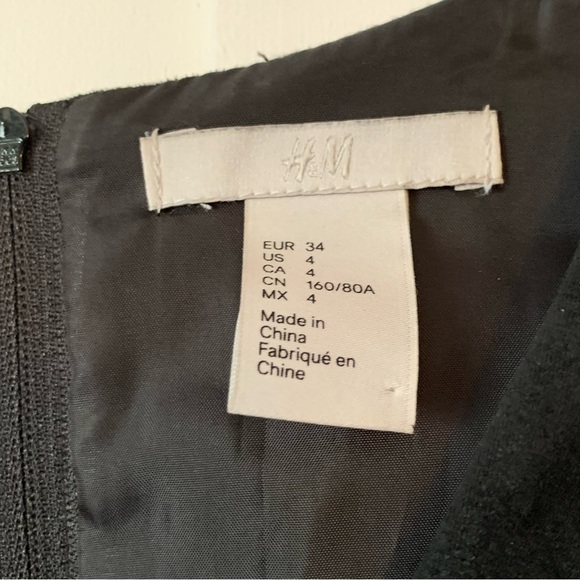 H&M
EUR 34
US 4
CA 4
CN 160/80A
MX 4
Made in
China
Fabriqué en
Chine